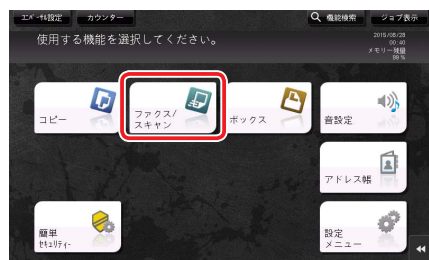 ユニバーサル設定 カウンター 機能検索 ジョブ表示
使用する機能を選択してください。
2015/08/28
00:40
メモリー残量
99 %
コピー
ファクス/
スキャン
ボックス
音設定
アドレス帳
簡単
セキュリティー
設定
メニュー